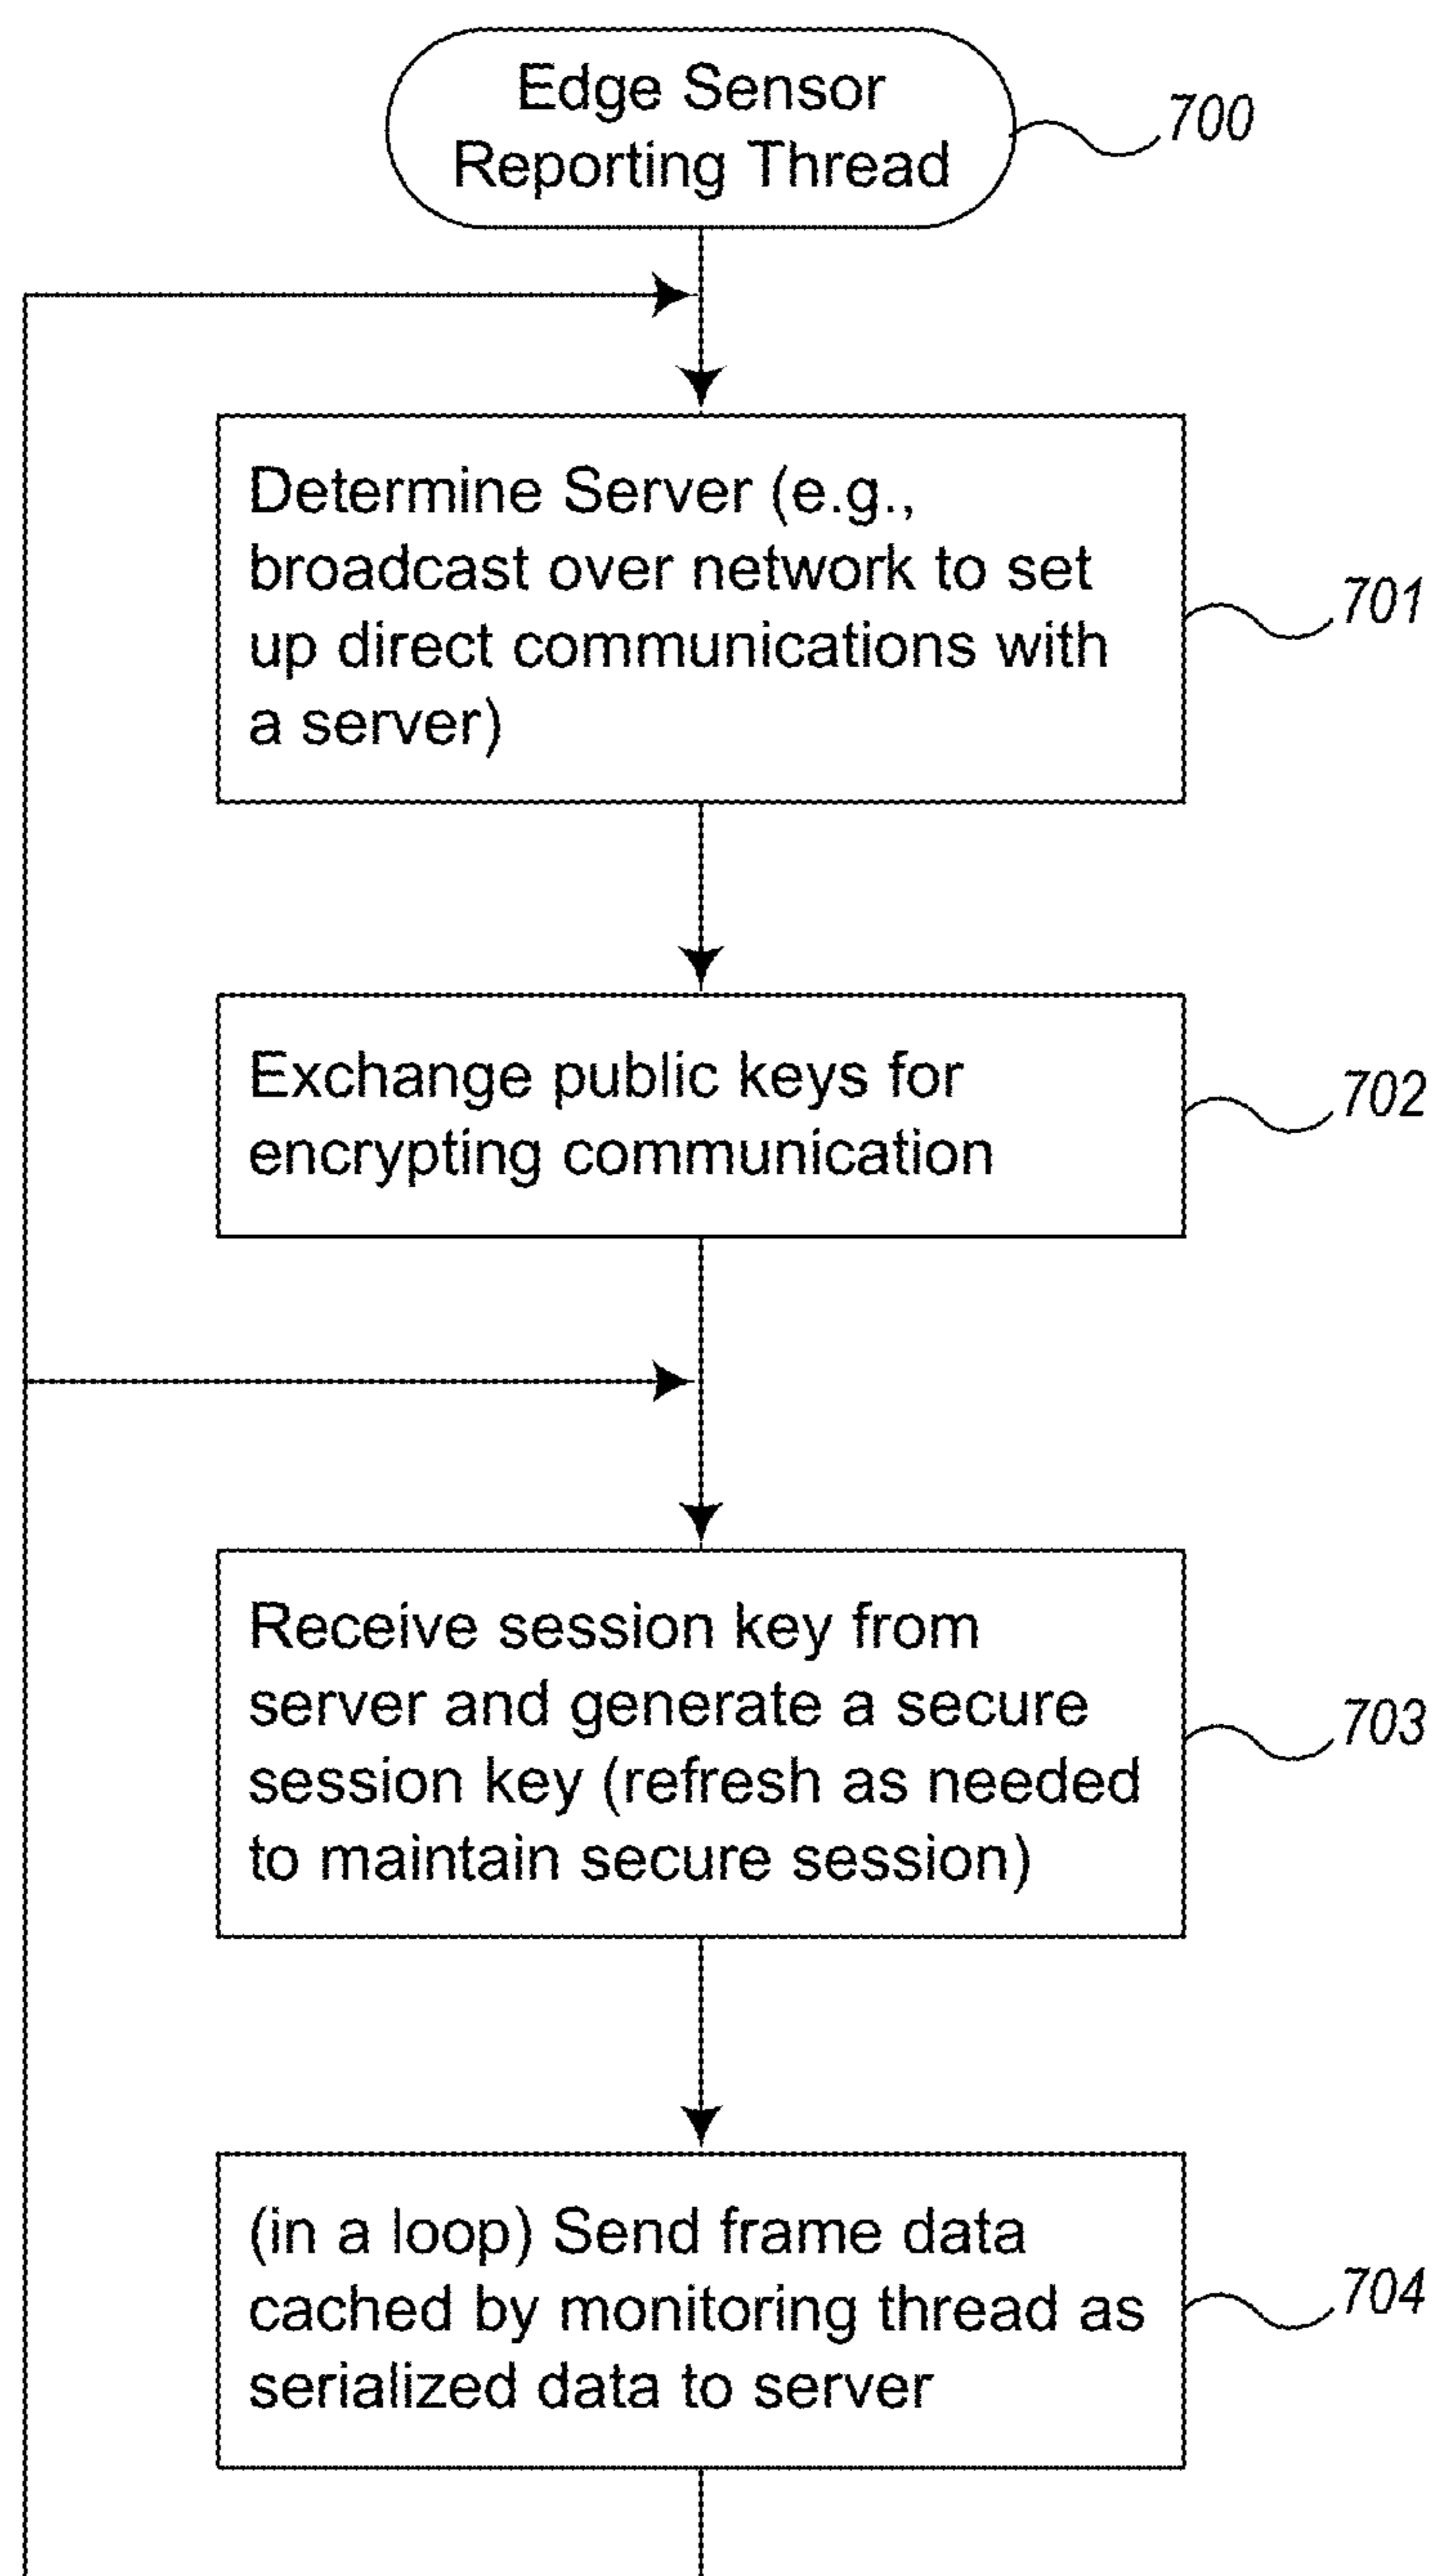 Edge Sensor
Reporting Thread
700
Determine Server (e.g.,
broadcast over network to set
up direct communications with
a server)
701
Exchange public keys for
encrypting communication
702
Receive session key from
server and generate a secure
session key (refresh as needed
to maintain secure session)
703
(in a loop) Send frame data
cached by monitoring thread as
serialized data to server
704